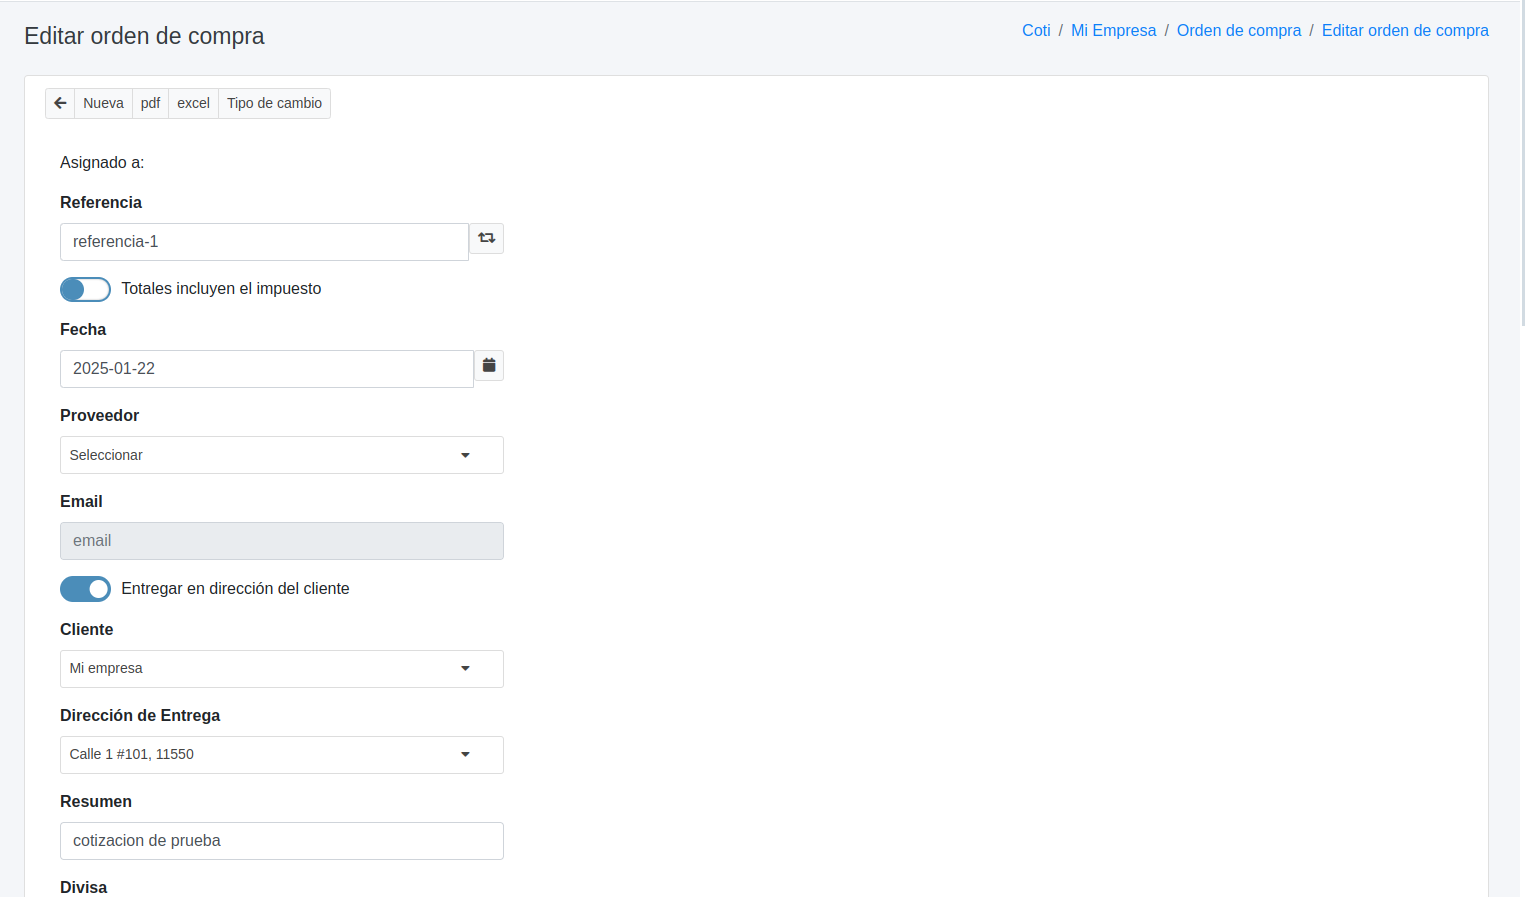 Editar orden de compra
Coti / Mi Empresa / Orden de compra / Editar orden de compra
Nueva pdf excel Tipo de cambio
Asignado a:
Referencia
referencia-1
Totales incluyen el impuesto
Fecha
2025-01-22
Proveedor
Seleccionar
Email
email
Entregar en dirección del cliente
Cliente
Mi empresa
Dirección de Entrega
Calle 1 #101, 11550
Resumen
cotizacion de prueba
Divisa